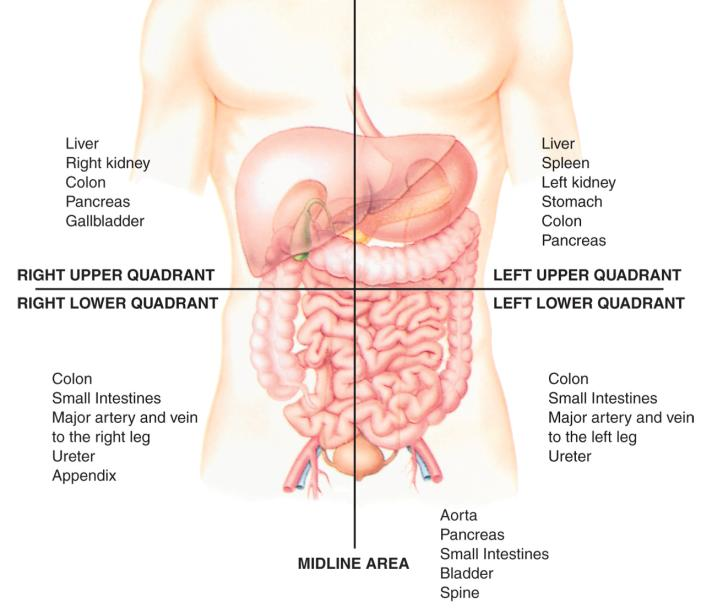 Liver
Right kidney
Colon
Pancreas
Gallbladder
Liver
Spleen
Left kidney
Stomach
Colon
Pancreas
RIGHT UPPER QUADRANT
LEFT UPPER QUADRANT
RIGHT LOWER QUADRANT
LEFT LOWER QUADRANT
Colon
Small Intestines
Major artery and vein
to the right leg
Ureter
Appendix
Colon
Small Intestines
Major artery and vein
to the left leg
Ureter
MIDLINE AREA
Aorta
Pancreas
Small Intestines
Bladder
Spine